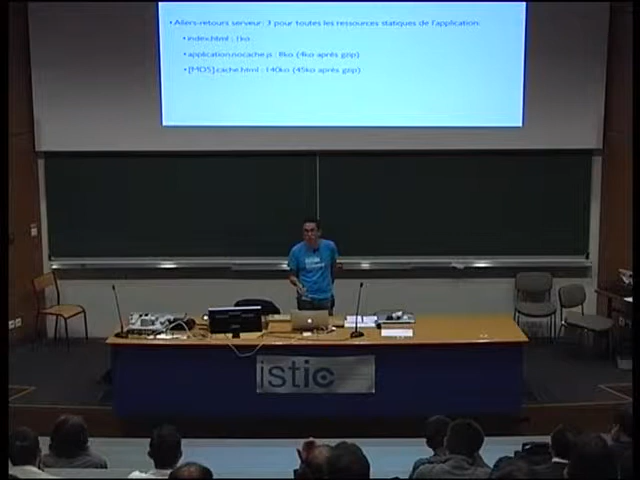 • Allers-retours serveur : 3 pour toutes les ressources statiques de l'application:
• index.html : 1ko
• application.nocache.js : 8ko (4ko après gzip)
• [MD5].cache.html : 140ko (45ko après gzip)
istic